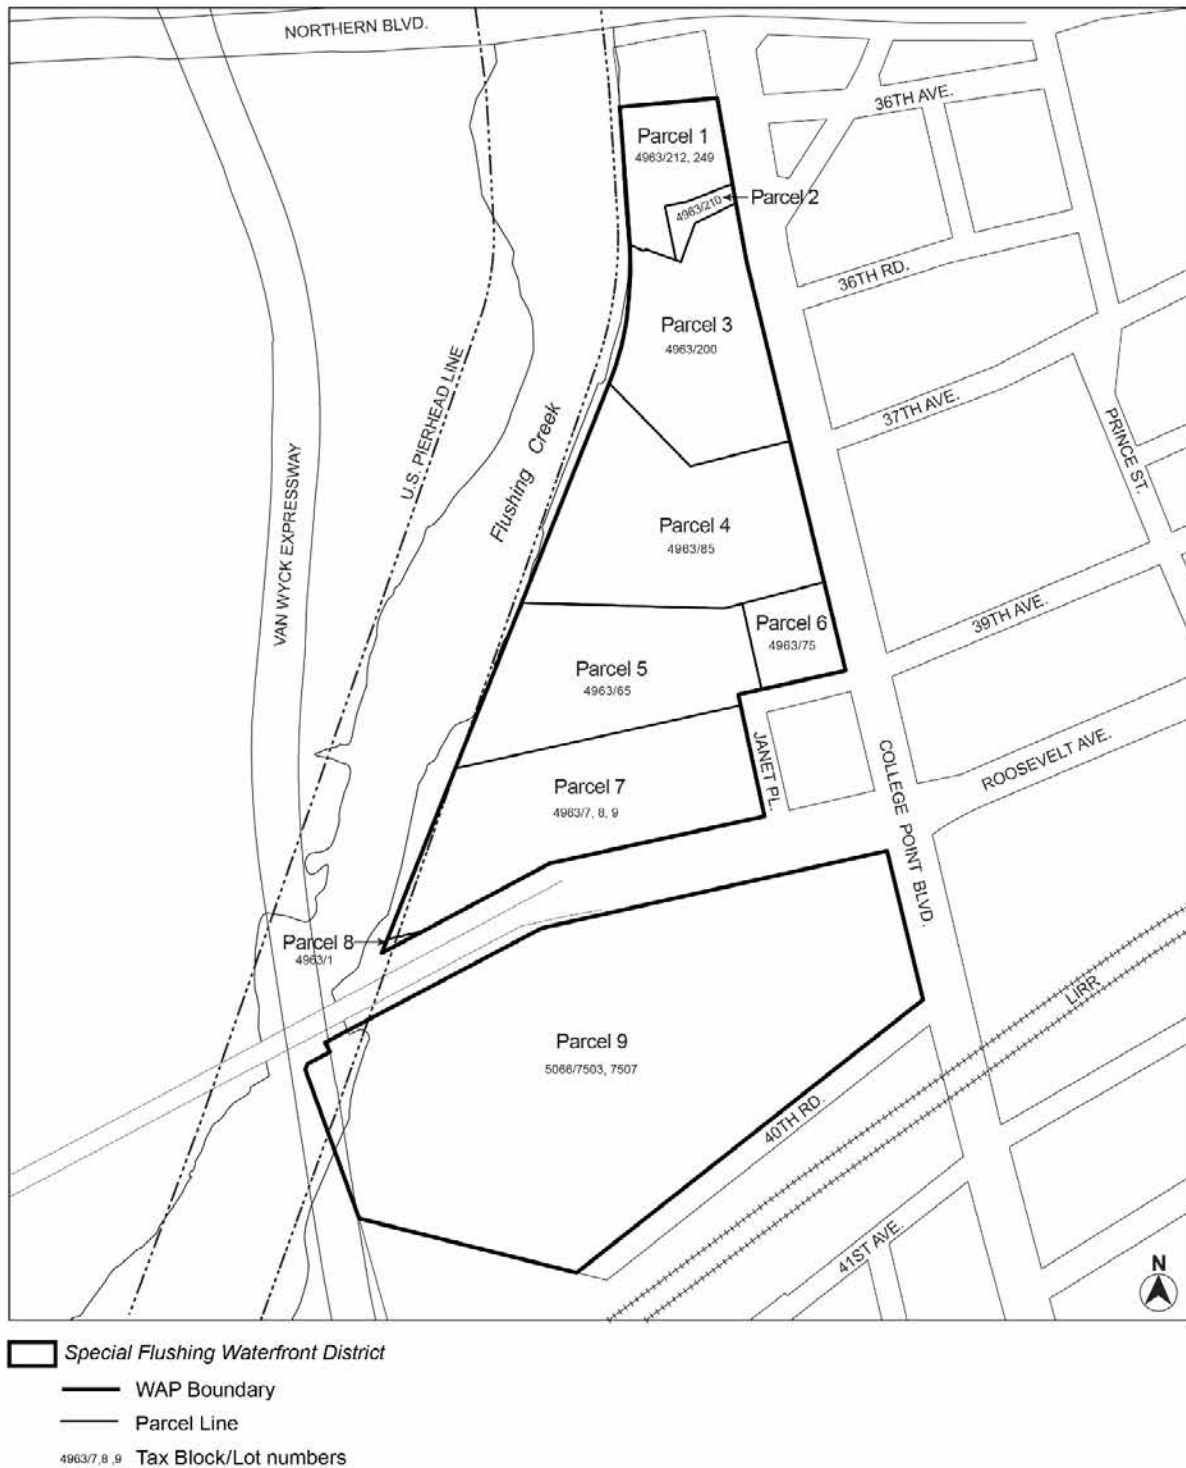 NORTHERN BLVD.
36TH AVE.
Parcel 1
4963/212, 249
4963/210
Parcel 2
36TH RD.
Parcel 3
4963/200
U.S. PIERHEAD LINE
37TH AVE.
PRINCE ST.
Flushing Creek
VAN WYCK EXPRESSWAY
Parcel 4
4963/85
39TH AVE.
Parcel 6
4963/75
Parcel 5
4963/65
JANET PL.
COLLEGE POINT BLVD.
ROOSEVELT AVE.
Parcel 7
4963/7, 8, 9
Parcel 8
4963/1
LIRR
Parcel 9
5066/7503, 7507
40TH RD.
41ST AVE.
N
Special Flushing Waterfront District
WAP Boundary
Parcel Line
4963/7,8 ,9 Tax Block/Lot numbers